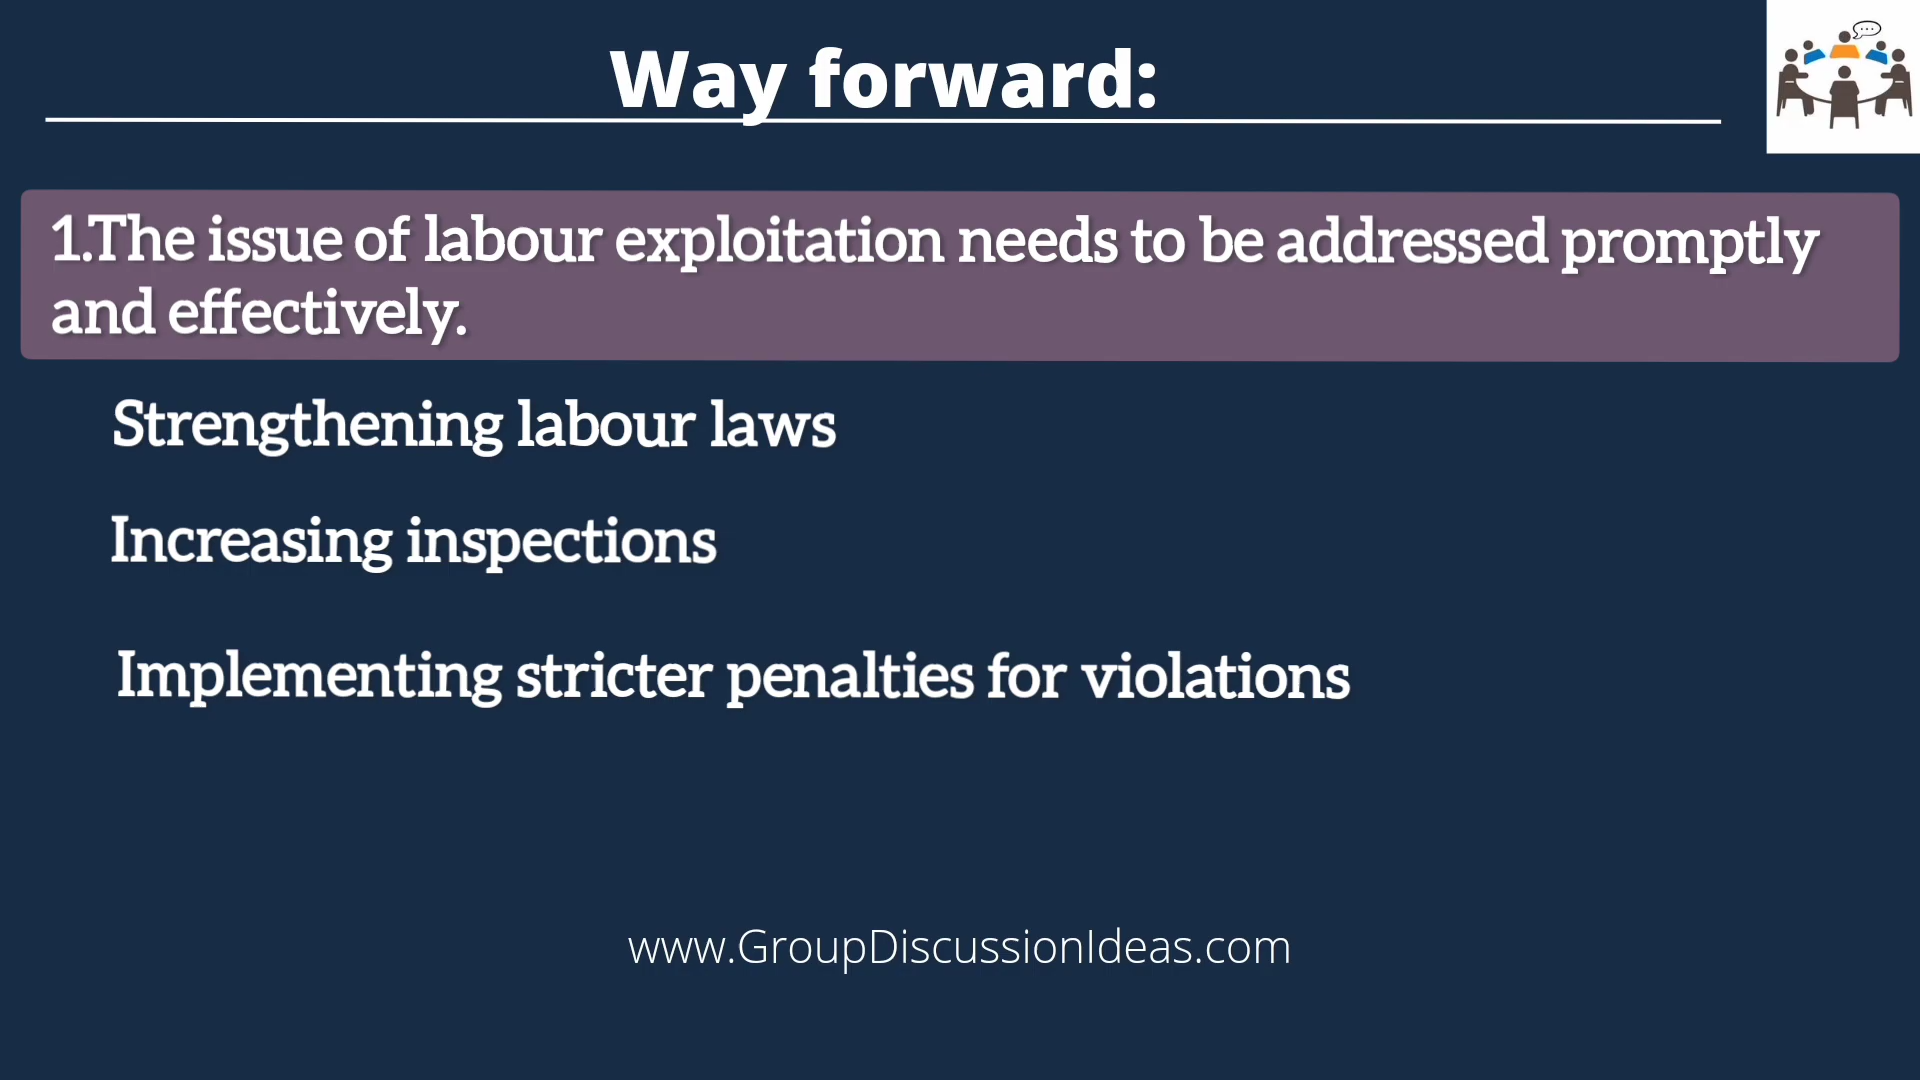 Way forward:
1.The issue of labour exploitation needs to be addressed promptly
and effectively.
Strengthening labour laws
Increasing inspections
Implementing stricter penalties for violations
www.GroupDiscussionIdeas.com